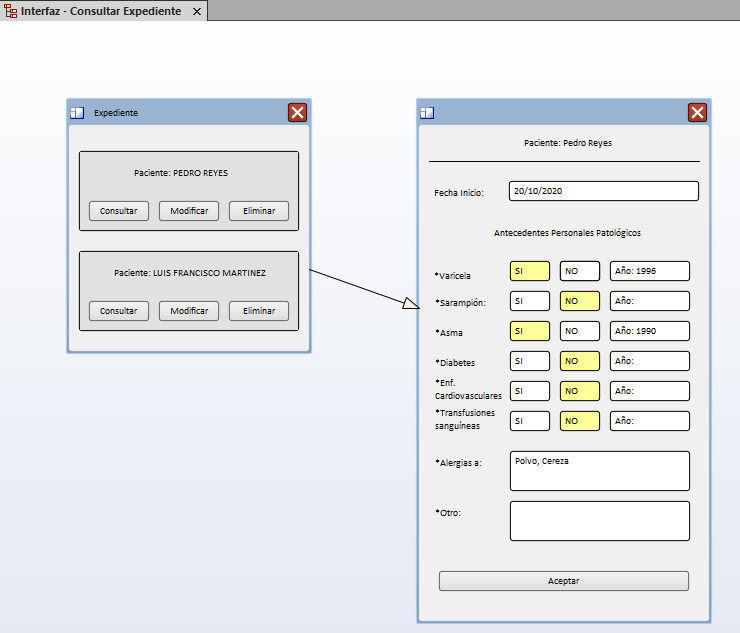 Interfaz - Consultar Expediente
Expediente
Paciente: PEDRO REYES
Consultar Modificar Eliminar
Paciente: LUIS FRANCISCO MARTINEZ
Consultar Modificar Eliminar
Paciente: Pedro Reyes
Fecha Inicio: 20/10/2020
Antecedentes Personales Patológicos
*Varicela SI NO Año: 1996
*Sarampión: SI NO Año:
*Asma SI NO Año: 1990
*Diabetes SI NO Año:
*Enf.
Cardiovasculares SI NO Año:
*Transfusiones
sanguíneas SI NO Año:
*Alergias a: Polvo, Cereza
*Otro:
Aceptar